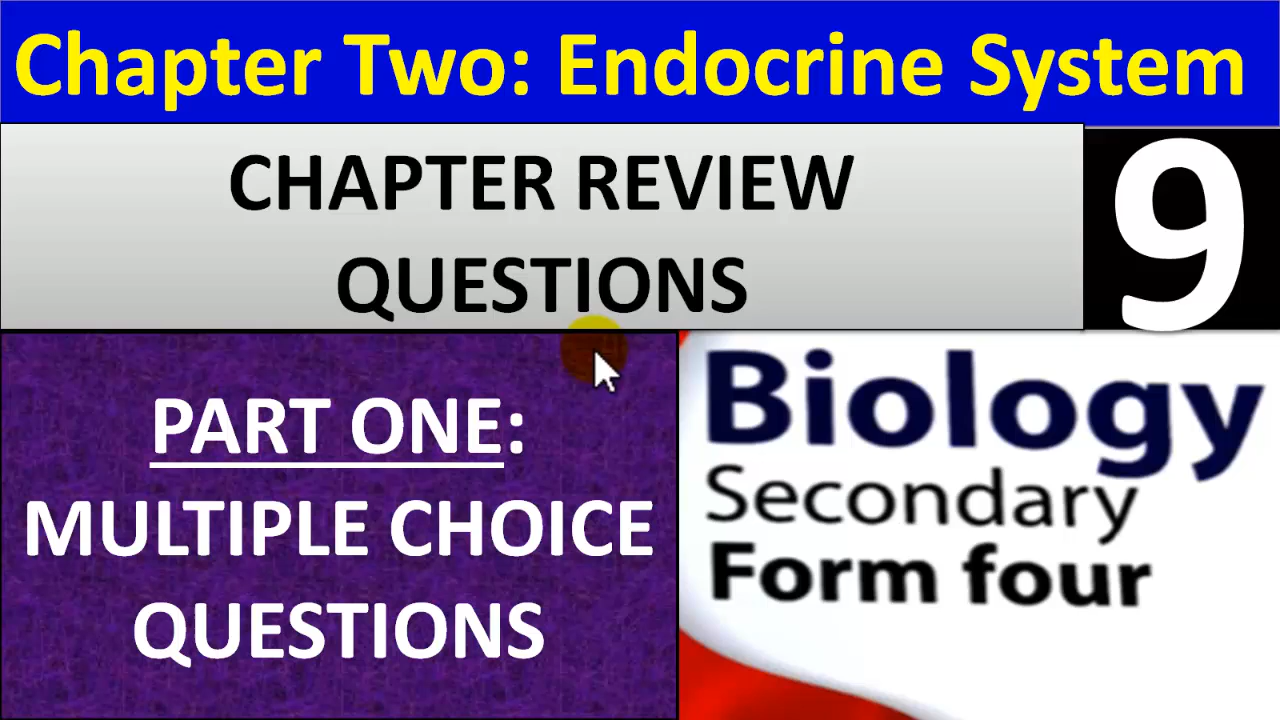 Chapter Two: Endocrine System
CHAPTER REVIEW
QUESTIONS
9
PART ONE:
MULTIPLE CHOICE
QUESTIONS
Biology
Secondary
Form four